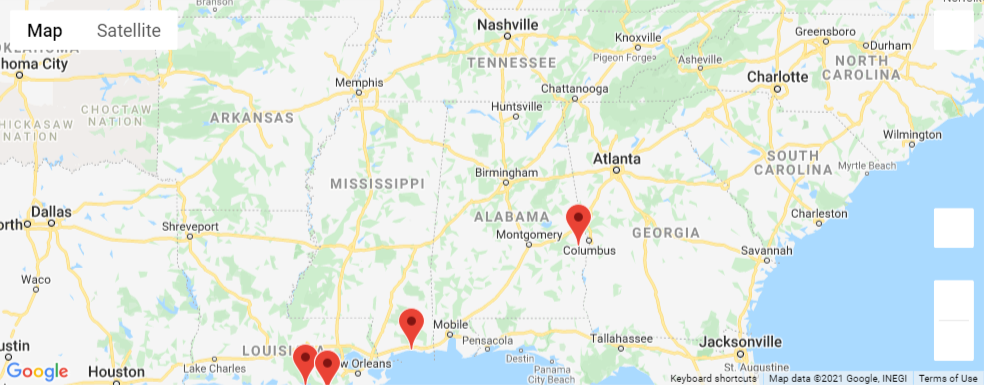 Branson
Map
Satellite
Nashville
Greensboro
Knoxville
Durham
OKLAHOMA
TENNESSEE
Pigeon Forge
Asheville
NORTH
CAROLINA
homa City
Memphis
Chattanooga
Charlotte
CHOCTAW
NATION
Huntsville
HICKASAW
NATION
ARKANSAS
Wilmington
Atlanta
SOUTH
CAROLINA
Birmingham
Myrtle Beach
MISSISSIPPI
Dallas
orth
ALABAMA
Charleston
Shreveport
Montgomery
GEORGIA
Columbus
Savannah
Waco
Mobile
Tallahassee
Pensacola
Jacksonville
ustin
LOUISI
NA
Destin
Lake Charles
w Orleans
Panama
City Beach
St. Augustine
Google
Houston
Keyboard shortcuts
Map data ©2021 Google, INEGI
Terms of Use